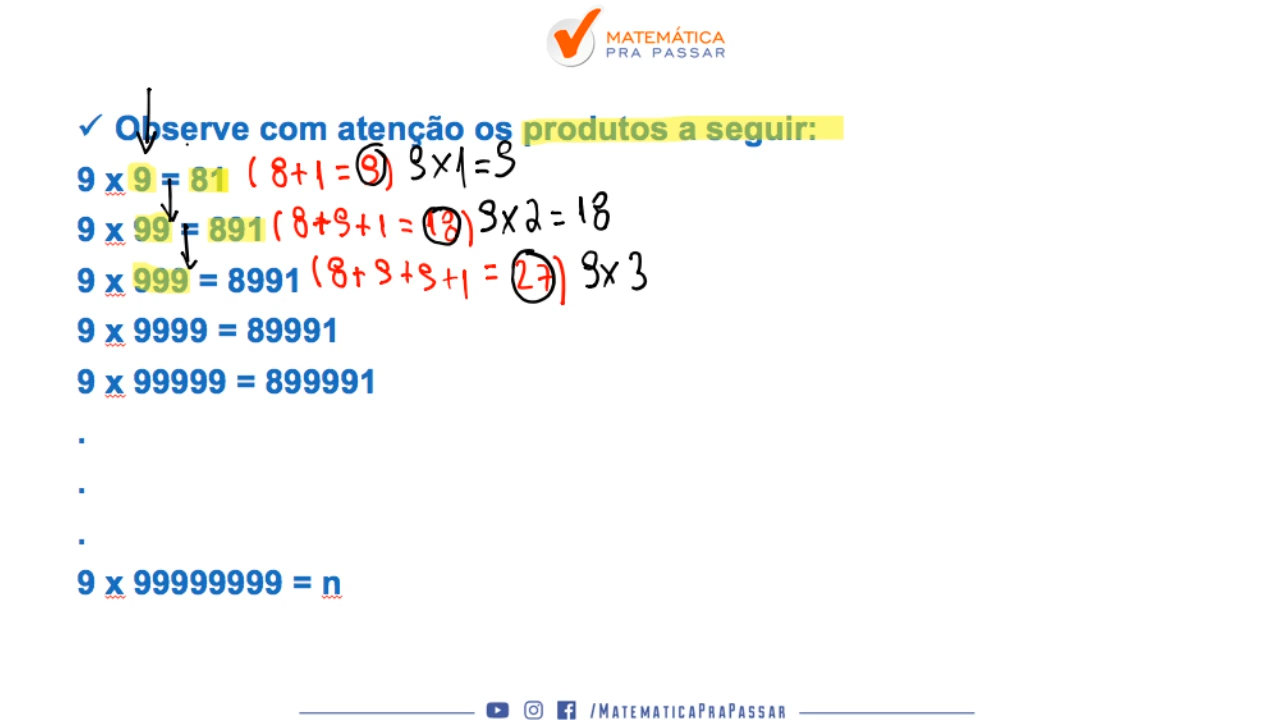 MATEMÁTICA
PRA PASSAR
✓ Observe com atenção os produtos a seguir:
9 x 9 = 81 (8+1=9) 9x1=9
9 x 99 = 891 (8+9+1=18) 9x2=18
9 x 999 = 8991 (8+9+9+1=27) 9x3
9 x 9999 = 89991
9 x 99999 = 899991
.
.
.
9 x 99999999 = n
/MatematicaPraPassar